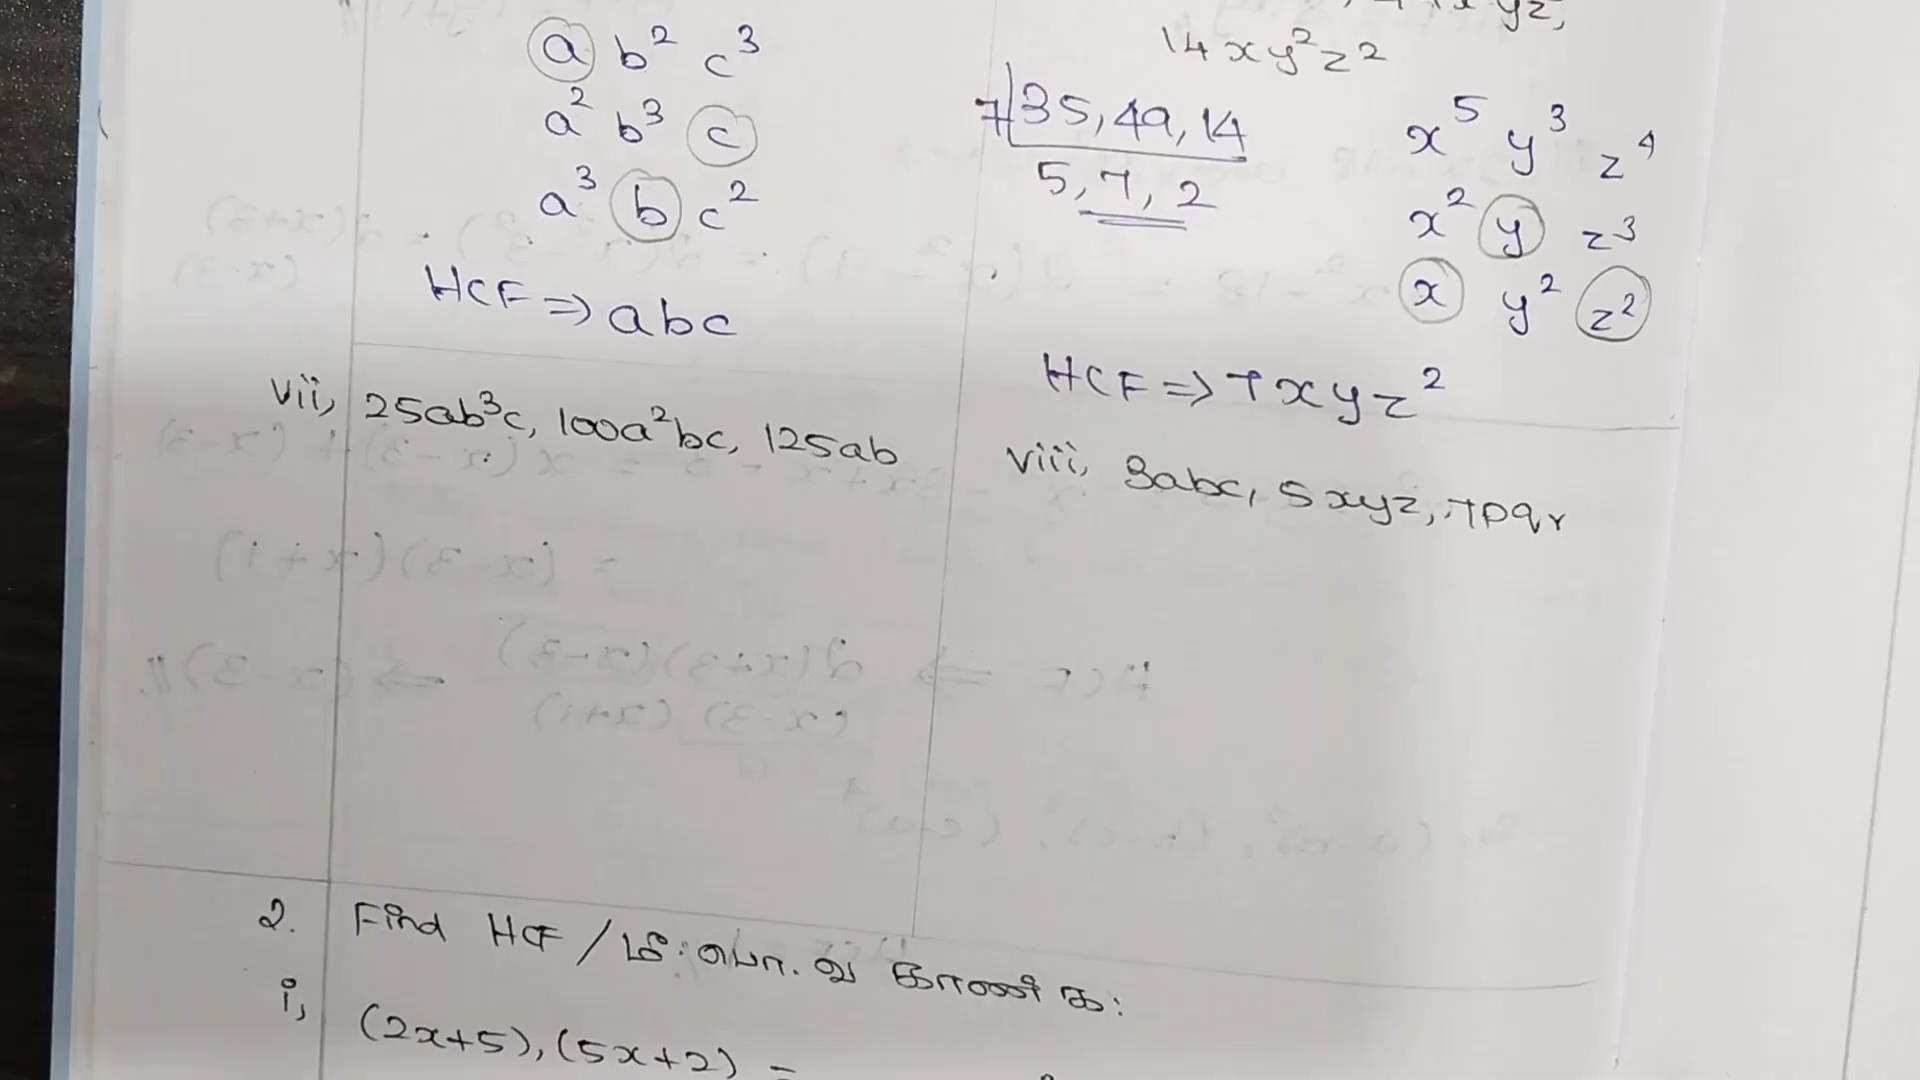 a b² c³
a² b³ c
a³ b c²
HCF ⇒ abc
yz,
14xy²z²
7|35, 49, 14
5, 7, 2
x⁵ y³ z⁴
x² y z³
x y² z²
HCF ⇒ 7xyz²
vii, 25ab³c, 100a²bc, 125ab
viii, 3abc, 5xyz, 7pqr
2. Find HCF / மீ.பொ.வ காண்க:
i, (2x+5), (5x+2) =